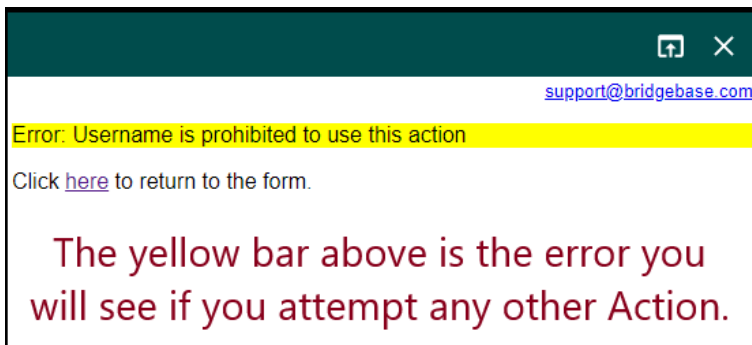 support@bridgebase.com
Error: Username is prohibited to use this action
Click here to return to the form.
The yellow bar above is the error you
will see if you attempt any other Action.